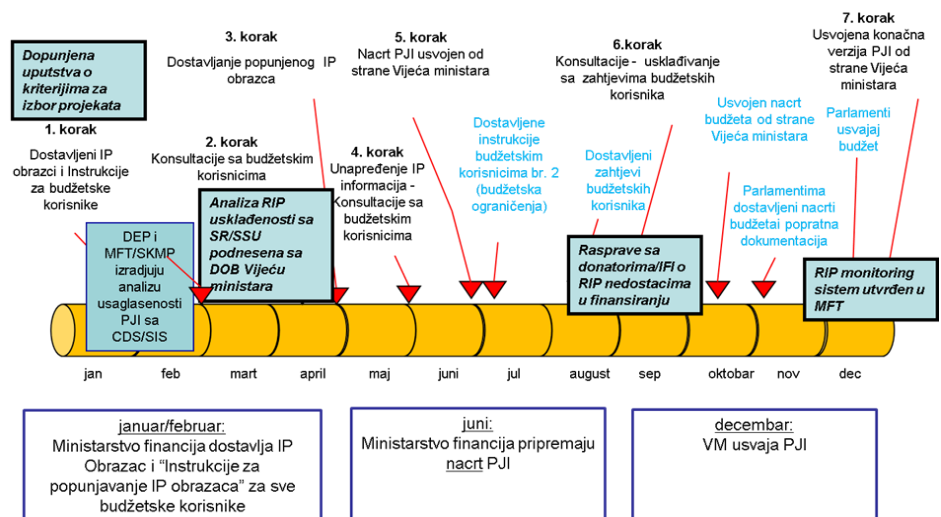 Dopunjena
uputstva o
kriterijima za
izbor projekata
1. korak
Dostavljeni IP
obrazci i Instrukcije
za budžetske
korisnike
DEP i
MFT/SKMP
izradjuju
analizu
usaglasenosti
PJI sa
CDS/SIS
2. korak
Konsultacije sa budžetskim
korisnicima
Analiza RIP
usklađenosti sa
SR/SSU
podnesena sa
DOB Vijeću
ministara
3. korak
Dostavljanje popunjenog IP
obrazca
4. korak
Unapređenje IP
informacija -
Konsultacije sa
budžetskim
korisnicima
5. korak
Nacrt PJI usvojen od
strane Vijeća ministara
Dostavljene
instrukcije
budžetskim
korisnicima br. 2
(budžetska
ograničenja)
6.korak
Konsultacije - usklađivanje
sa zahtjevima budžetskih
korisnika
Dostavljeni
zahtjevi
budžetskih
korisnika
Rasprave sa
donatorima/IFI o
RIP nedostacima
u finansiranju
Usvojen nacrt
budžeta od strane
Vijeća ministara
Parlamentima
dostavljeni nacrti
budžetai popratna
dokumentacija
7. korak
Usvojena konačna
verzija PJI od
strane Vijeća
ministara
Parlamenti
usvajaj
budžet
RIP monitoring
sistem utvrđen u
MFT
jan feb mart april maj juni jul august sep oktobar nov dec
januar/februar:
Ministarstvo financija dostavlja IP
Obrazac i “Instrukcije za
popunjavanje IP obrazaca” za sve
budžetske korisnike
juni:
Ministarstvo financija pripremaju
nacrt PJI
decembar:
VM usvaja PJI